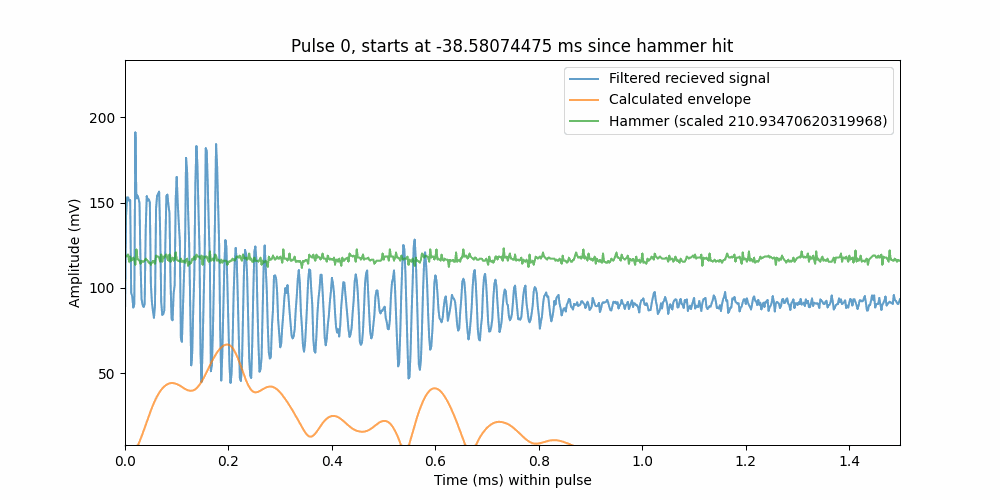 Pulse 0, starts at -38.58074475 ms since hammer hit
Filtered recieved signal
Calculated envelope
Hammer (scaled 210.93470620319968)
Amplitude (mV)
200
150
100
50
0.0 0.2 0.4 0.6 0.8 1.0 1.2 1.4
Time (ms) within pulse